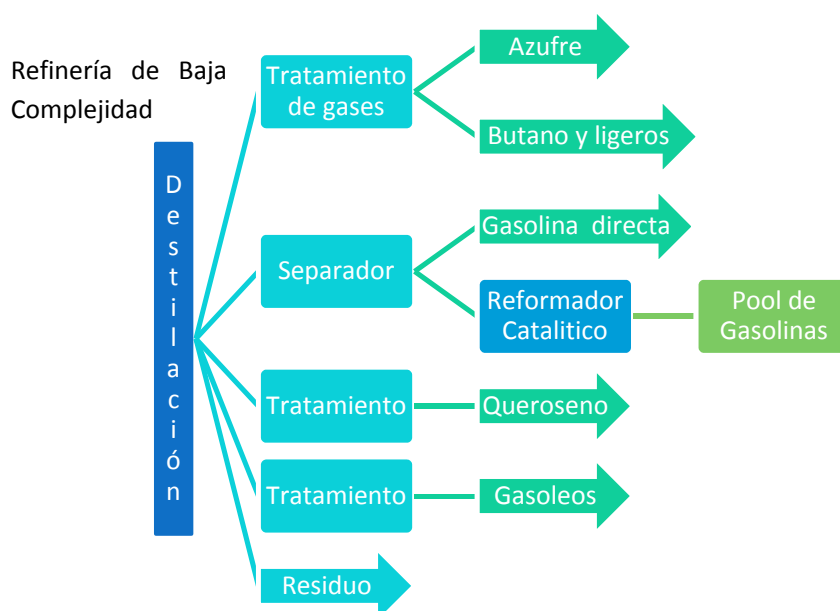 Refinería de Baja
Complejidad
Destilación
Tratamiento
de gases
Azufre
Butano y ligeros
Separador
Gasolina directa
Reformador
Catalitico
Pool de
Gasolinas
Tratamiento
Queroseno
Tratamiento
Gasoleos
Residuo